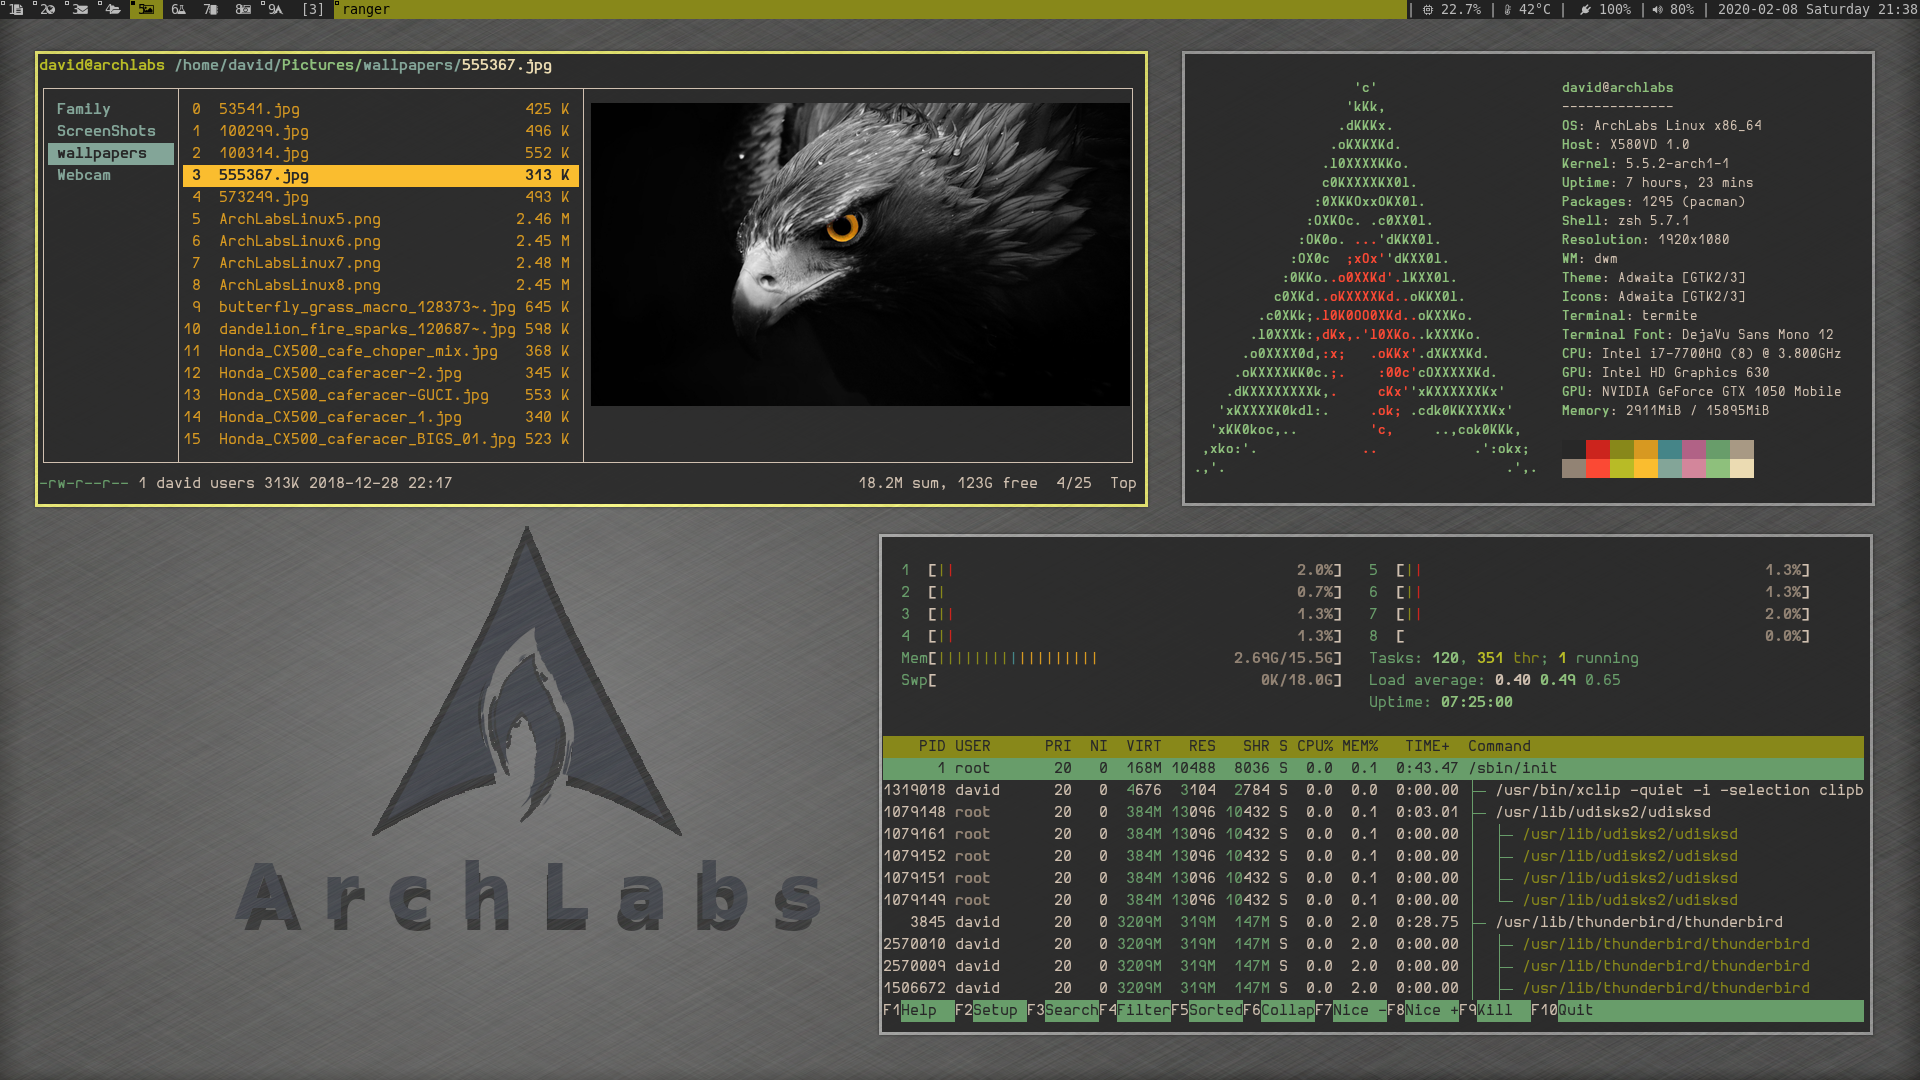 1 2 3 4 5 6 7 8 9 [3] ranger | 22.7% | 42°C | 100% | 80% | 2020-02-08 Saturday 21:38
david@archlabs /home/david/Pictures/wallpapers/555367.jpg
Family
ScreenShots
wallpapers
Webcam
0 53541.jpg 425 K
1 100299.jpg 496 K
2 100314.jpg 552 K
3 555367.jpg 313 K
4 573249.jpg 493 K
5 ArchLabsLinux5.png 2.46 M
6 ArchLabsLinux6.png 2.45 M
7 ArchLabsLinux7.png 2.48 M
8 ArchLabsLinux8.png 2.45 M
9 butterfly_grass_macro_128373~.jpg 645 K
10 dandelion_fire_sparks_120687~.jpg 598 K
11 Honda_CX500_cafe_choper_mix.jpg 368 K
12 Honda_CX500_caferacer-2.jpg 345 K
13 Honda_CX500_caferacer-GUCI.jpg 553 K
14 Honda_CX500_caferacer_1.jpg 340 K
15 Honda_CX500_caferacer_BIGS_01.jpg 523 K
-rw-r--r-- 1 david users 313K 2018-12-28 22:17 18.2M sum, 123G free 4/25 Top
david@archlabs
--------------
OS: ArchLabs Linux x86_64
Host: X580VD 1.0
Kernel: 5.5.2-arch1-1
Uptime: 7 hours, 23 mins
Packages: 1295 (pacman)
Shell: zsh 5.7.1
Resolution: 1920x1080
WM: dwm
Theme: Adwaita [GTK2/3]
Icons: Adwaita [GTK2/3]
Terminal: termite
Terminal Font: DejaVu Sans Mono 12
CPU: Intel i7-7700HQ (8) @ 3.800GHz
GPU: Intel HD Graphics 630
GPU: NVIDIA GeForce GTX 1050 Mobile
Memory: 2911MiB / 15895MiB
ArchLabs
1 [|| 2.0%] 5 [|| 1.3%]
2 [| 0.7%] 6 [|| 1.3%]
3 [|| 1.3%] 7 [|| 2.0%]
4 [|| 1.3%] 8 [ 0.0%]
Mem[|||||||||||||||||| 2.69G/15.5G] Tasks: 120, 351 thr; 1 running
Swp[ 0K/18.0G] Load average: 0.40 0.49 0.65
Uptime: 07:25:00
PID USER PRI NI VIRT RES SHR S CPU% MEM% TIME+ Command
1 root 20 0 168M 10488 8036 S 0.0 0.1 0:43.47 /sbin/init
1319018 david 20 0 4676 3104 2784 S 0.0 0.0 0:00.00 ├─ /usr/bin/xclip -quiet -i -selection clipb
1079148 root 20 0 384M 13096 10432 S 0.0 0.1 0:03.01 ├─ /usr/lib/udisks2/udisksd
1079161 root 20 0 384M 13096 10432 S 0.0 0.1 0:00.00 │ ├─ /usr/lib/udisks2/udisksd
1079152 root 20 0 384M 13096 10432 S 0.0 0.1 0:00.00 │ ├─ /usr/lib/udisks2/udisksd
1079151 root 20 0 384M 13096 10432 S 0.0 0.1 0:00.00 │ ├─ /usr/lib/udisks2/udisksd
1079149 root 20 0 384M 13096 10432 S 0.0 0.1 0:00.00 │ └─ /usr/lib/udisks2/udisksd
3845 david 20 0 3209M 319M 147M S 0.0 2.0 0:28.75 ├─ /usr/lib/thunderbird/thunderbird
2570010 david 20 0 3209M 319M 147M S 0.0 2.0 0:00.00 │ ├─ /usr/lib/thunderbird/thunderbird
2570009 david 20 0 3209M 319M 147M S 0.0 2.0 0:00.00 │ ├─ /usr/lib/thunderbird/thunderbird
1506672 david 20 0 3209M 319M 147M S 0.0 2.0 0:00.00 │ ├─ /usr/lib/thunderbird/thunderbird
F1Help F2Setup F3SearchF4FilterF5SortedF6CollapF7Nice -F8Nice +F9Kill F10Quit